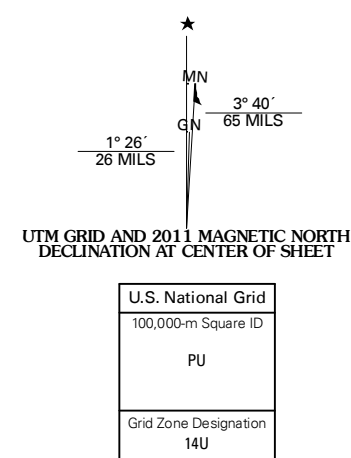 ★
MN
3° 40´
65 MILS
GN
1° 26´
26 MILS
UTM GRID AND 2011 MAGNETIC NORTH
DECLINATION AT CENTER OF SHEET
U.S. National Grid
100,000-m Square ID
PU
Grid Zone Designation
14U